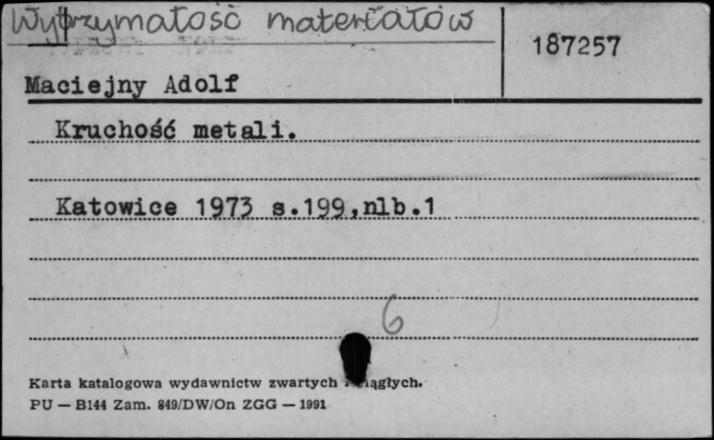 Wytrzymałość materiałów
187257
Maciejny Adolf
Kruchość metali.
Katowice 1973 s.199,nlb.1
6
Karta katalogowa wydawnictw zwartych
PU — B144 Zam. 849/DW/On ZGG — 1991